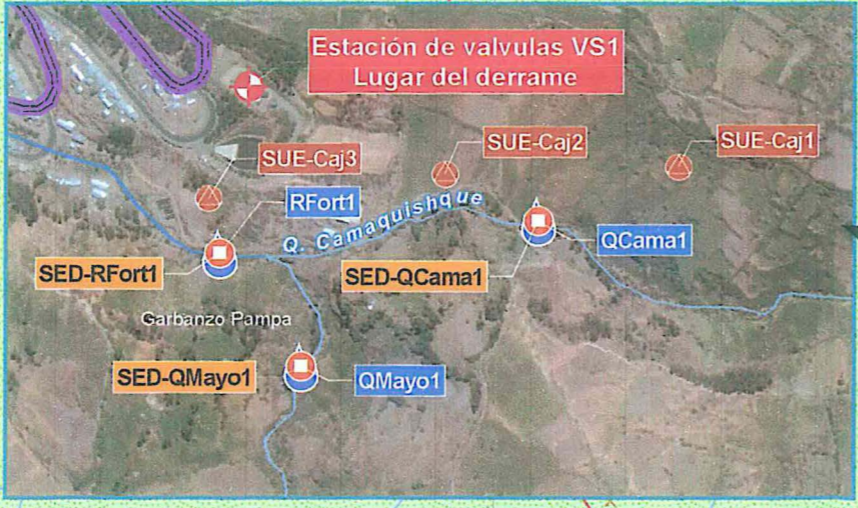 Estación de valvulas VS1
Lugar del derrame
SUE-Caj3
SUE-Caj2
SUE-Caj1
RFort1
Q. Camaquishque
QCama1
SED-RFort1
SED-QCama1
Garbanzo Pampa
SED-QMayo1
QMayo1